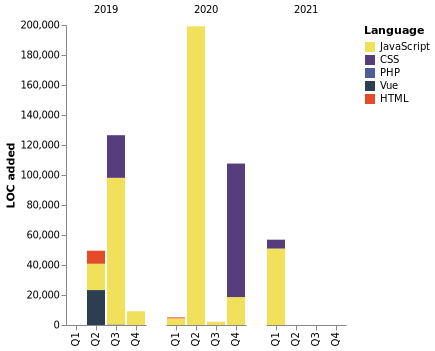 2019 2020 2021
Language
JavaScript
CSS
PHP
Vue
HTML
LOC added
200,000
180,000
160,000
140,000
120,000
100,000
80,000
60,000
40,000
20,000
0
Q1 Q2 Q3 Q4 Q1 Q2 Q3 Q4 Q1 Q2 Q3 Q4